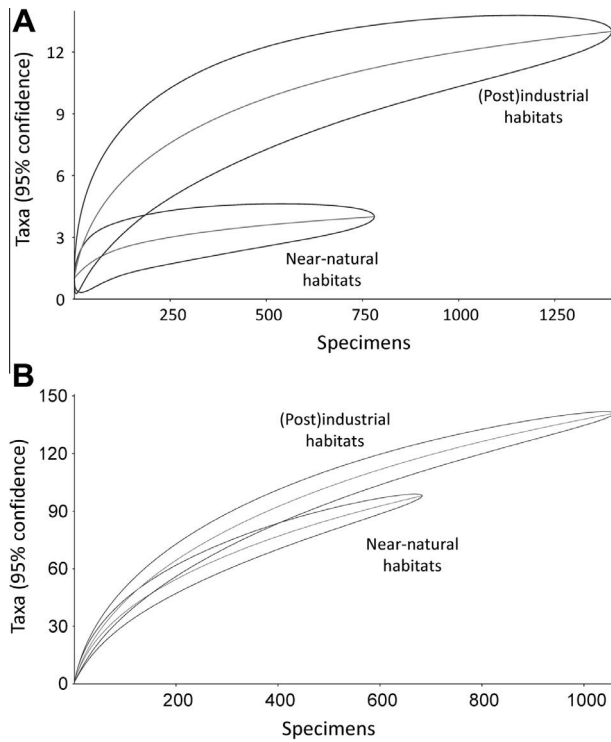 A
Taxa (95% confidence)
12
9
6
3
0
(Post)industrial
habitats
Near-natural
habitats
250 500 750 1000 1250
Specimens
B
Taxa (95% confidence)
150
120
90
60
30
0
(Post)industrial
habitats
Near-natural
habitats
200 400 600 800 1000
Specimens